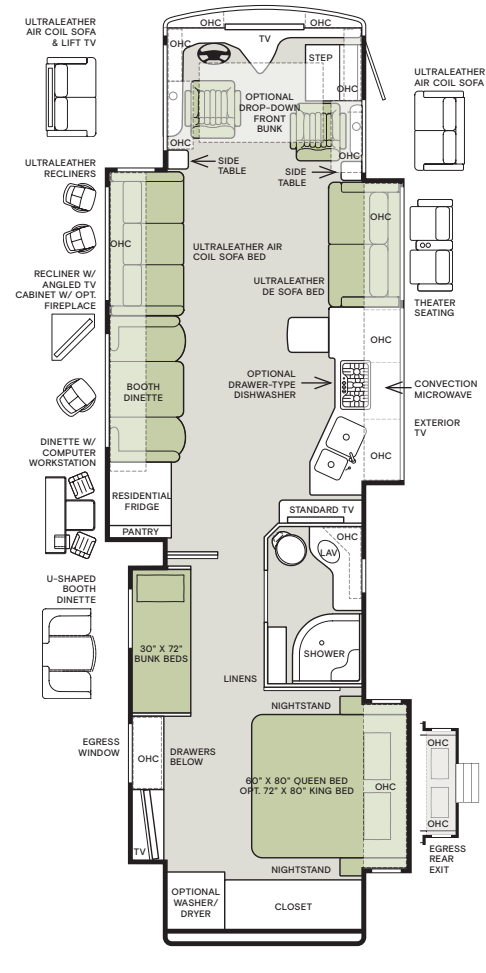 OHC
OHC
ULTRALEATHER
AIR COIL SOFA
& LIFT TV
OHC
TV
STEP
ULTRALEATHER
AIR COIL SOFA
OHC
OPTIONAL
DROP-DOWN
FRONT
BUNK
OHC
OHC
SIDE
TABLE
SIDE
TABLE
ULTRALEATHER
RECLINERS
OHC
OHC
ULTRALEATHER AIR
COIL SOFA BED
RECLINER W/
ANGLED TV
CABINET W/ OPT.
FIREPLACE
ULTRALEATHER
DE SOFA BED
THEATER
SEATING
OHC
BOOTH
DINETTE
OPTIONAL
DRAWER-TYPE
DISHWASHER
CONVECTION
MICROWAVE
EXTERIOR
TV
DINETTE W/
COMPUTER
WORKSTATION
OHC
RESIDENTIAL
FRIDGE
PANTRY
STANDARD TV
OHC
LAV
U-SHAPED
BOOTH
DINETTE
30" X 72"
BUNK BEDS
SHOWER
LINENS
NIGHTSTAND
EGRESS
WINDOW
OHC
DRAWERS
BELOW
60" X 80" QUEEN BED
OPT. 72" X 80" KING BED
OHC
OHC
OHC
TV
EGRESS
REAR
EXIT
NIGHTSTAND
OPTIONAL
WASHER/
DRYER
CLOSET